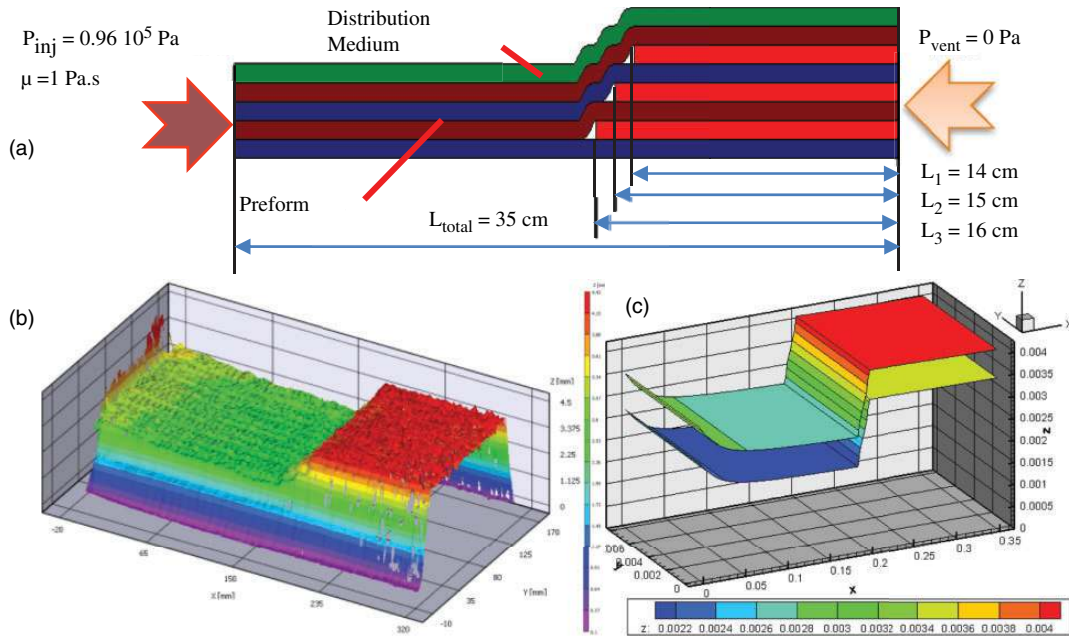 Distribution
Medium
P_inj = 0.96 10^5 Pa
μ =1 Pa.s
P_vent = 0 Pa
(a)
Preform
L_total = 35 cm
L_1 = 14 cm
L_2 = 15 cm
L_3 = 16 cm
(b)
Z [mm]
4.5
3.375
2.25
1.125
0
170
125
80
35
-10
Y [mm]
-20
65
150
235
320
X [mm]
(c)
Z
Y
X
0.004
0.0035
0.003
0.0025
0.002
0.0015
0.001
0.0005
0
z
0.006
0.004
0.002
0
y
0
0.05
0.1
0.15
0.2
0.25
0.3
0.35
x
z: 0.0022 0.0024 0.0026 0.0028 0.003 0.0032 0.0034 0.0036 0.0038 0.004